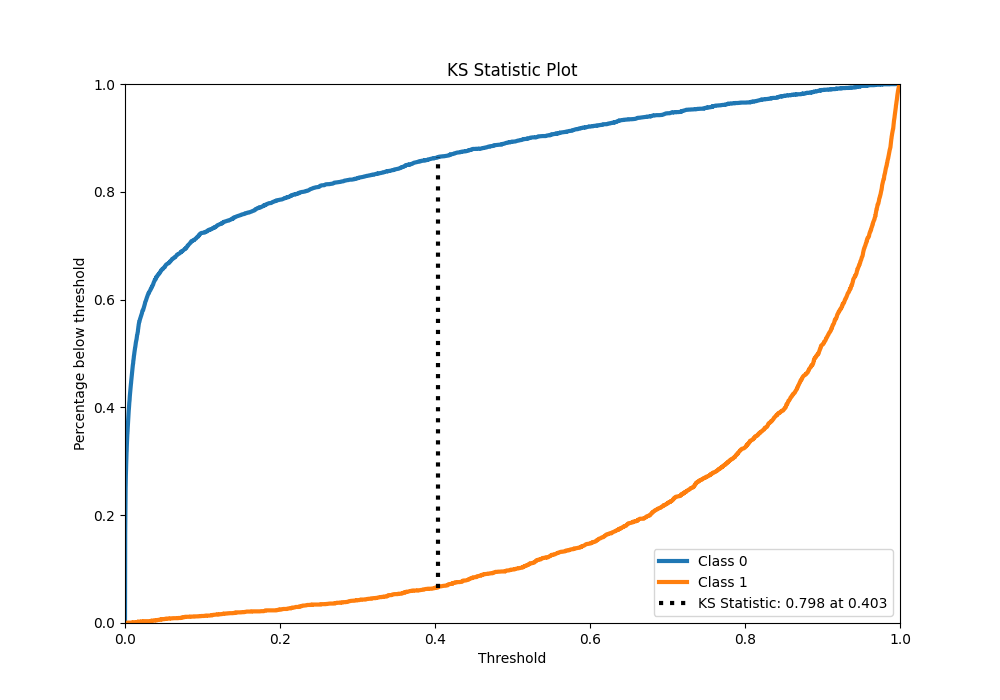 KS Statistic Plot
1.0
0.8
0.6
0.4
0.2
0.0
Percentage below threshold
0.0 0.2 0.4 0.6 0.8 1.0
Threshold
Class 0
Class 1
KS Statistic: 0.798 at 0.403